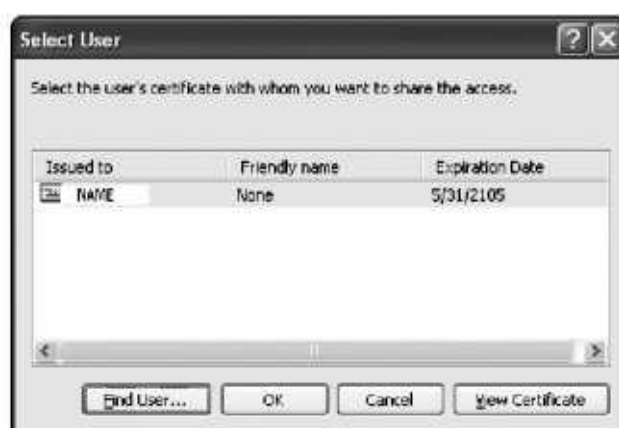 Select User
Select the user's certificate with whom you want to share the access.
Issued to Friendly name Expiration Date
NAME None 5/31/2105
Find User... OK Cancel View Certificate